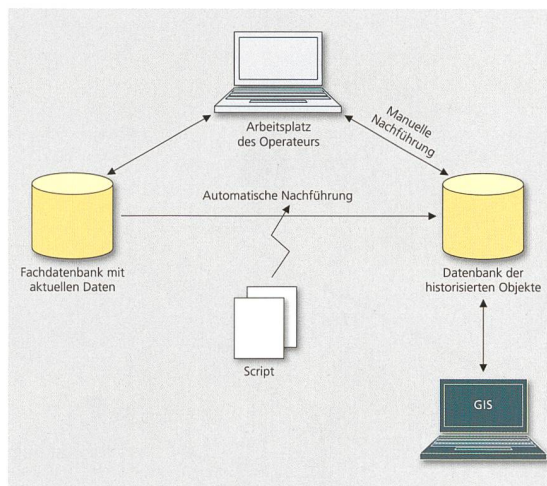 Arbeitsplatz
des Operateurs
Manuelle
Nachführung
Automatische Nachführung
Fachdatenbank mit
aktuellen Daten
Datenbank der
historisierten Objekte
Script
GIS